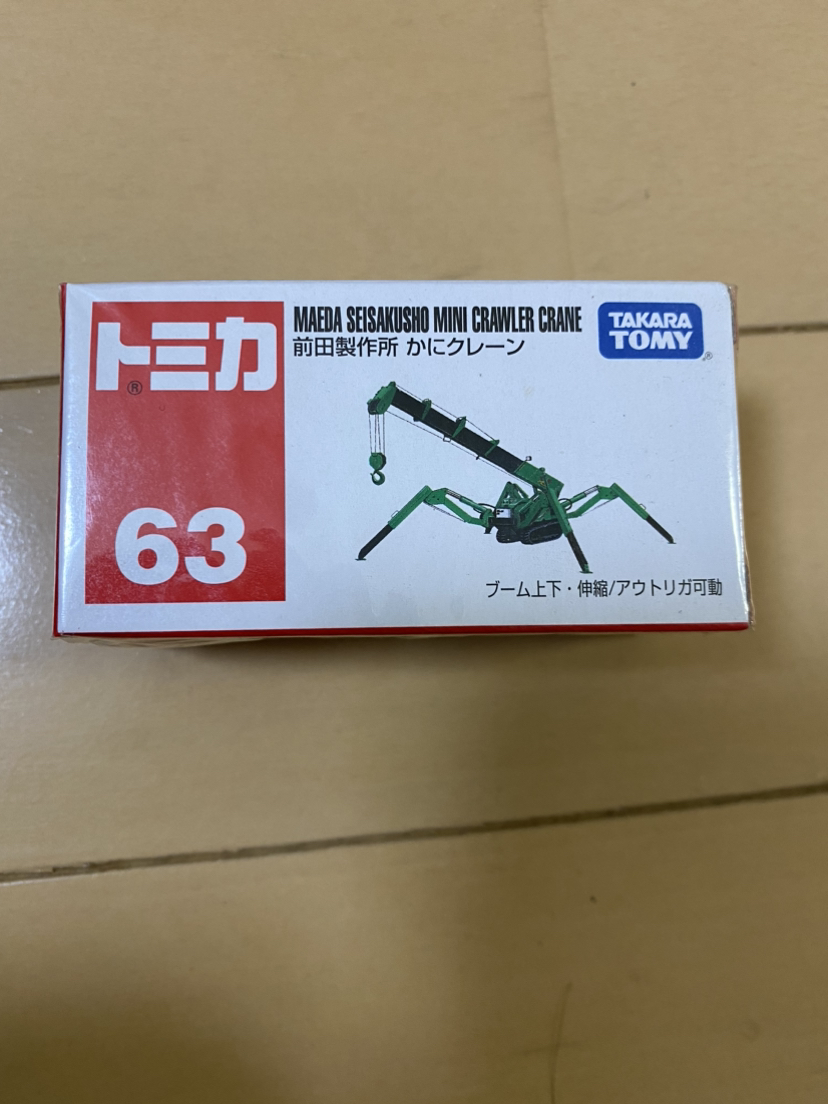 トミカ
®
63
MAEDA SEISAKUSHO MINI CRAWLER CRANE
前田製作所 かにクレーン
TAKARA
TOMY
®
ブーム上下・伸縮/アウトリガ可動